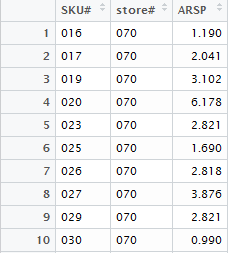 SKU# store# ARSP
1 016 070 1.190
2 017 070 2.041
3 019 070 3.102
4 020 070 6.178
5 023 070 2.821
6 025 070 1.690
7 026 070 2.818
8 027 070 3.876
9 029 070 2.821
10 030 070 0.990